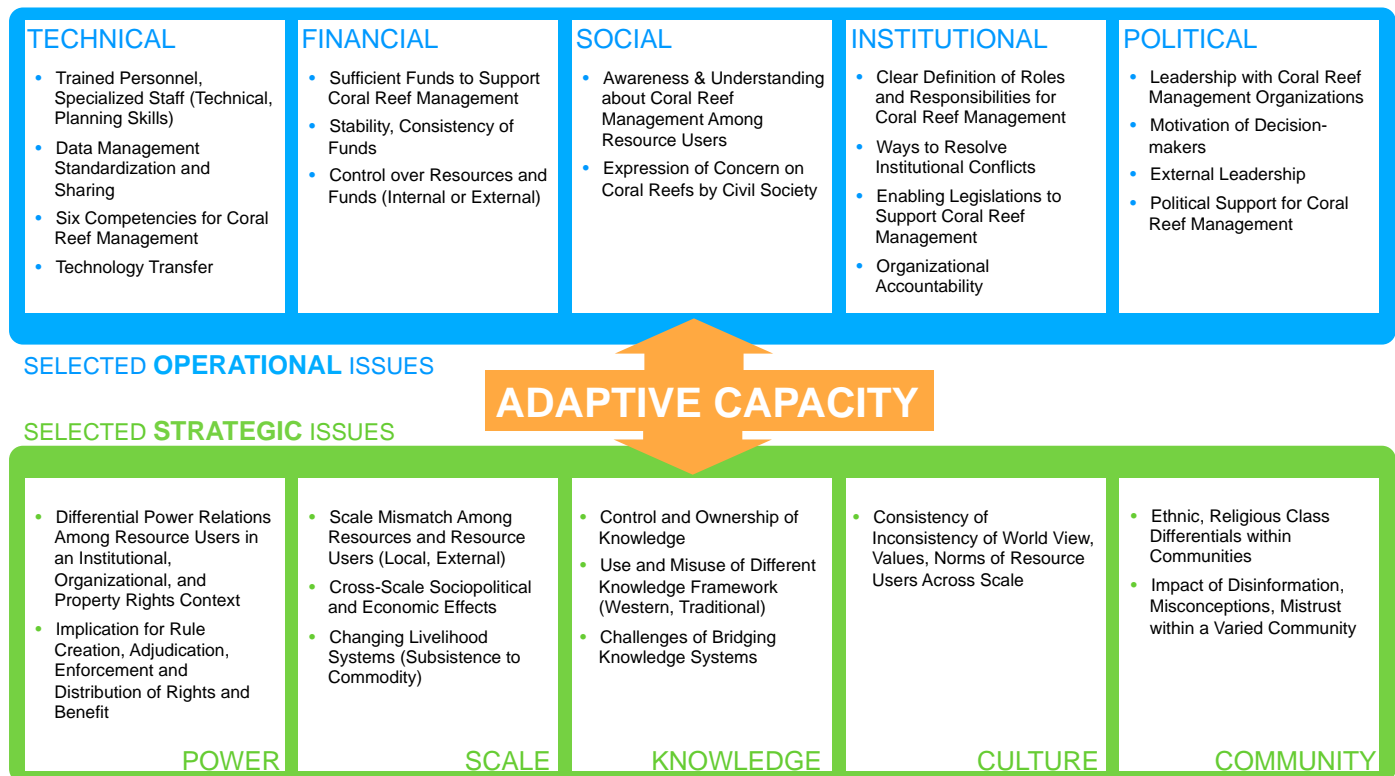 TECHNICAL
• Trained Personnel,
Specialized Staff (Technical,
Planning Skills)
• Data Management
Standardization and
Sharing
• Six Competencies for Coral
Reef Management
• Technology Transfer
FINANCIAL
• Sufficient Funds to Support
Coral Reef Management
• Stability, Consistency of
Funds
• Control over Resources and
Funds (Internal or External)
SOCIAL
• Awareness & Understanding
about Coral Reef
Management Among
Resource Users
• Expression of Concern on
Coral Reefs by Civil Society
INSTITUTIONAL
• Clear Definition of Roles
and Responsibilities for
Coral Reef Management
• Ways to Resolve
Institutional Conflicts
• Enabling Legislations to
Support Coral Reef
Management
• Organizational
Accountability
POLITICAL
• Leadership with Coral Reef
Management Organizations
• Motivation of Decision-
makers
• External Leadership
• Political Support for Coral
Reef Management
SELECTED OPERATIONAL ISSUES
ADAPTIVE CAPACITY
SELECTED STRATEGIC ISSUES
• Differential Power Relations
Among Resource Users in
an Institutional,
Organizational, and
Property Rights Context
• Implication for Rule
Creation, Adjudication,
Enforcement and
Distribution of Rights and
Benefit
POWER
• Scale Mismatch Among
Resources and Resource
Users (Local, External)
• Cross-Scale Sociopolitical
and Economic Effects
• Changing Livelihood
Systems (Subsistence to
Commodity)
SCALE
• Control and Ownership of
Knowledge
• Use and Misuse of Different
Knowledge Framework
(Western, Traditional)
• Challenges of Bridging
Knowledge Systems
KNOWLEDGE
• Consistency of
Inconsistency of World View,
Values, Norms of Resource
Users Across Scale
CULTURE
• Ethnic, Religious Class
Differentials within
Communities
• Impact of Disinformation,
Misconceptions, Mistrust
within a Varied Community
COMMUNITY